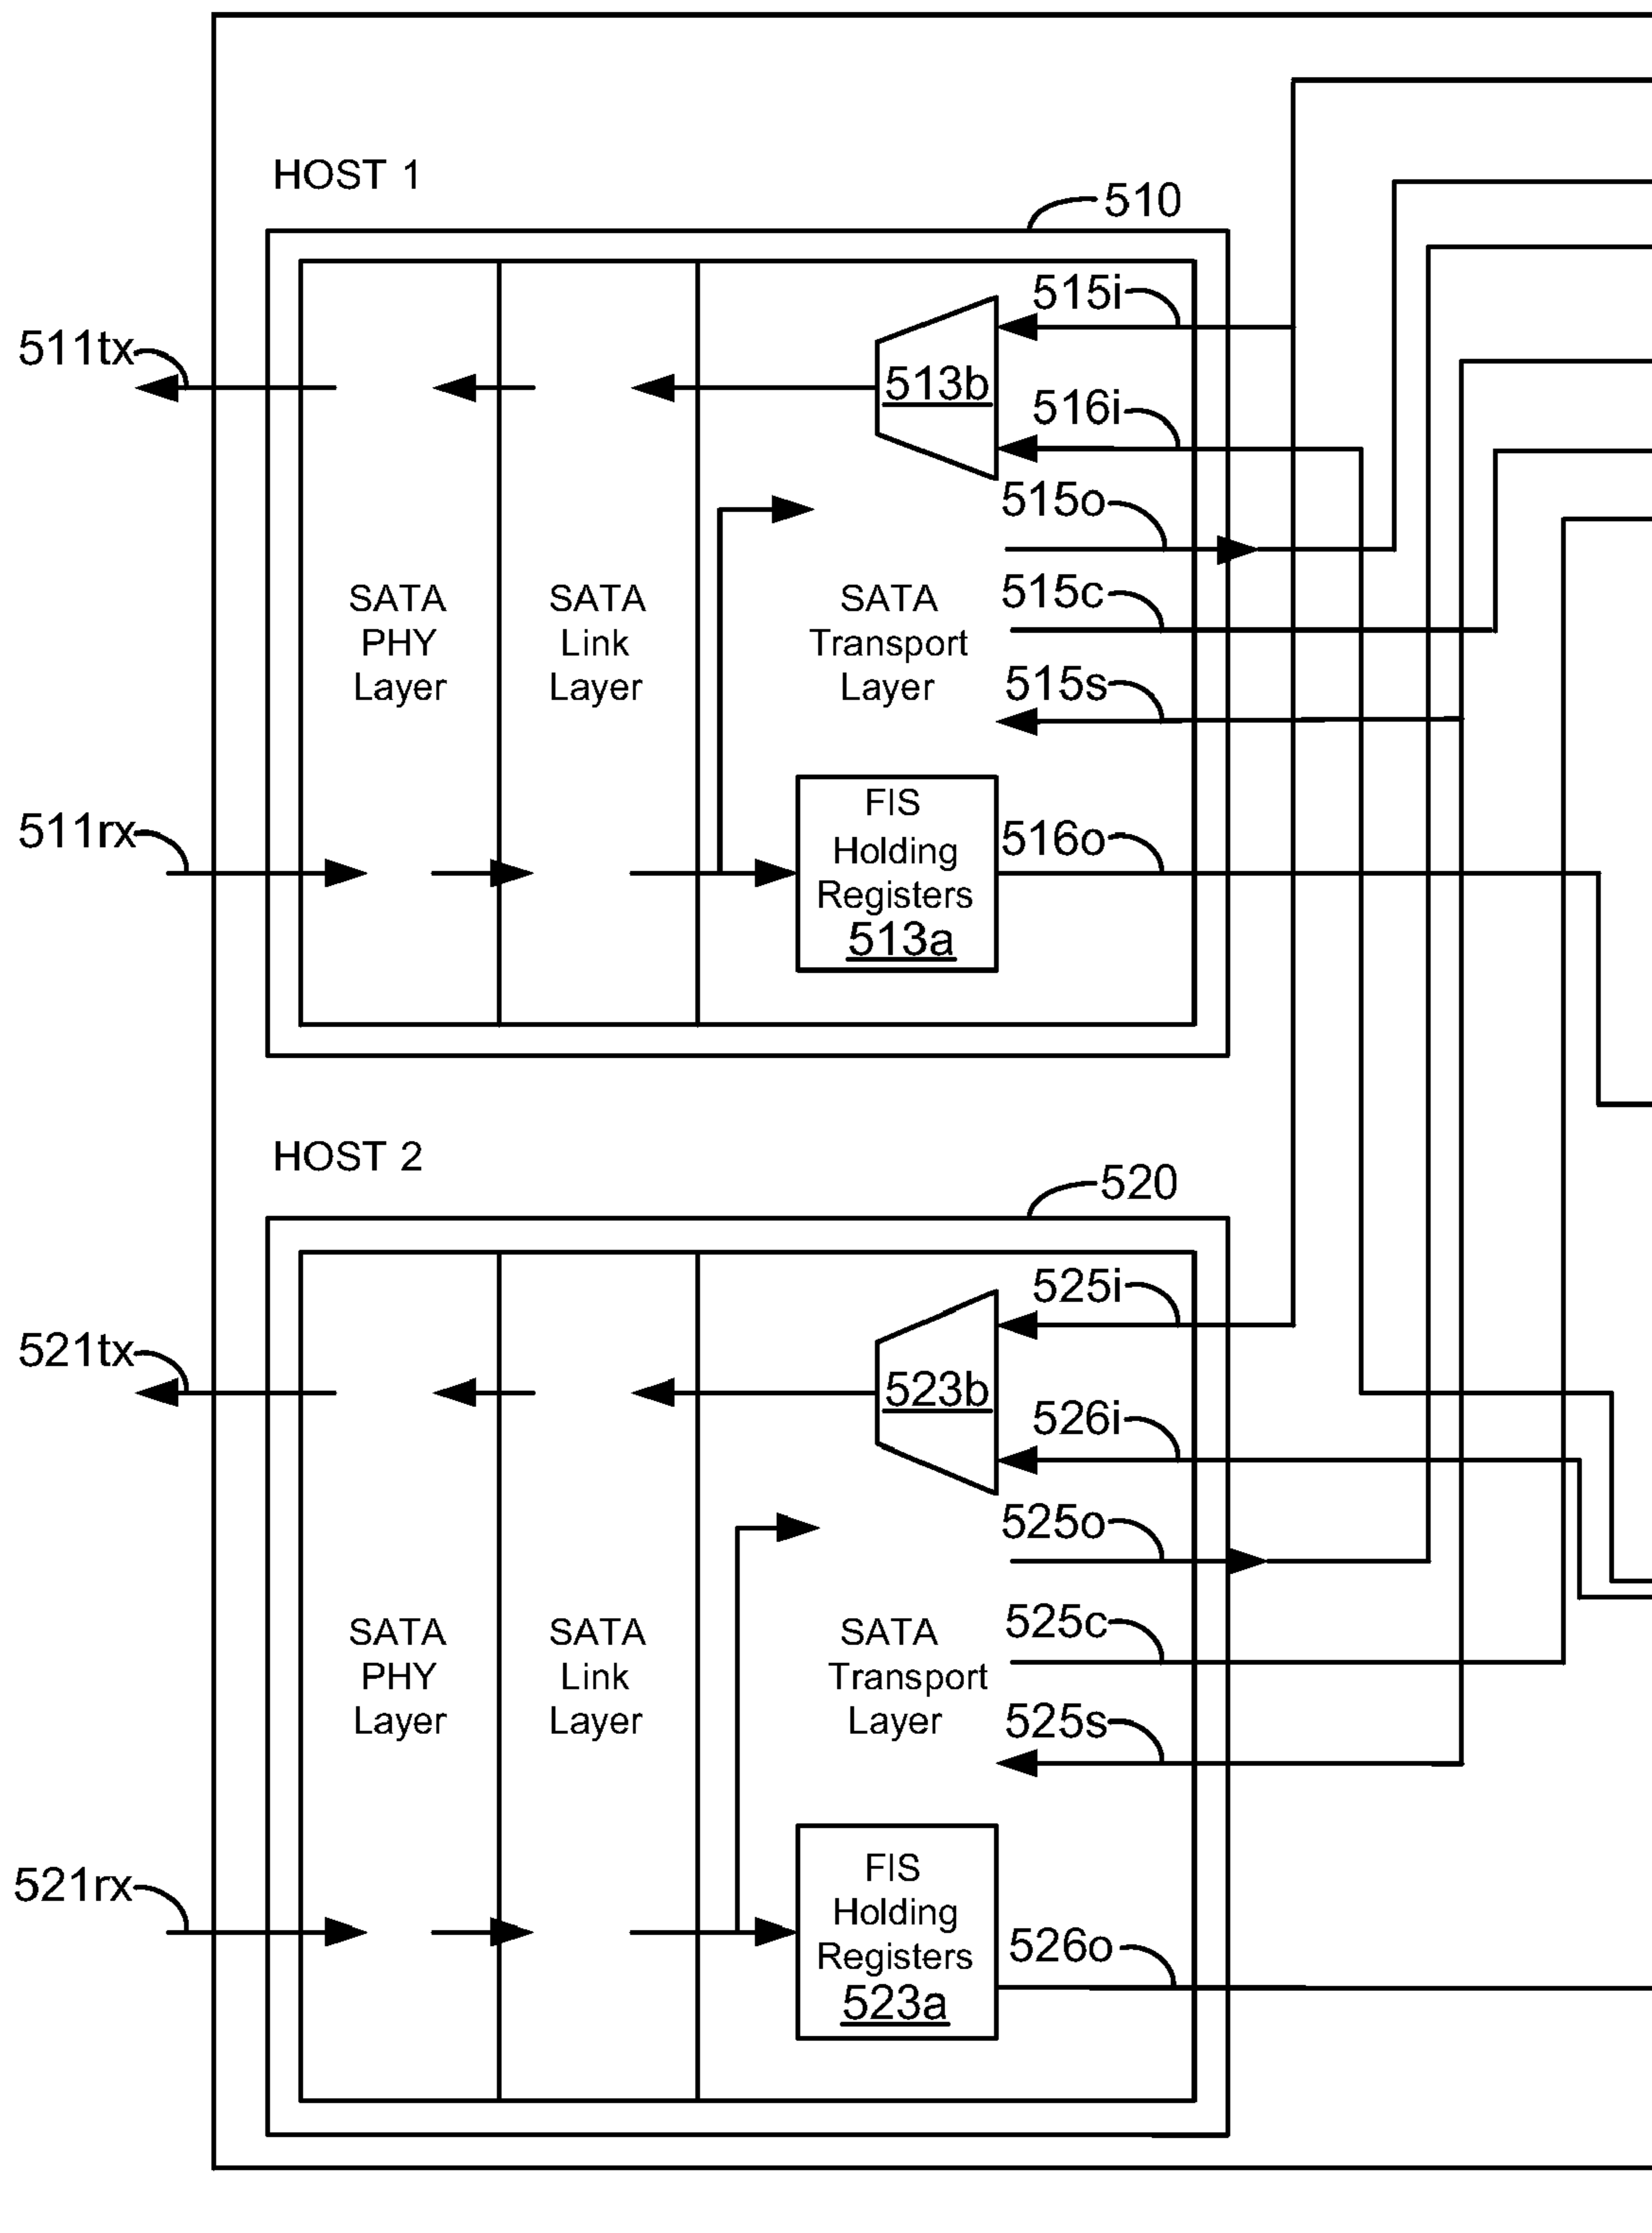 HOST 1
510
515i
511tx
513b
516i
515o
515c
SATA
PHY
Layer
SATA
Link
Layer
SATA
Transport
Layer
515s
511rx
FIS
Holding
Registers
513a
516o
HOST 2
520
525i
521tx
523b
526i
525o
525c
SATA
PHY
Layer
SATA
Link
Layer
SATA
Transport
Layer
525s
521rx
FIS
Holding
Registers
523a
526o